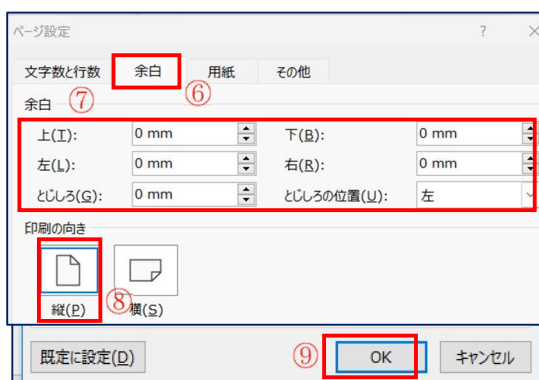 ページ設定 ? ×
文字数と行数 余白 用紙 その他
余白 ⑦ ⑥
上(T): 0 mm 下(B): 0 mm
左(L): 0 mm 右(R): 0 mm
とじしろ(G): 0 mm とじしろの位置(U): 左
印刷の向き
縦(P) ⑧ 横(S)
既定に設定(D) ⑨ OK キャンセル